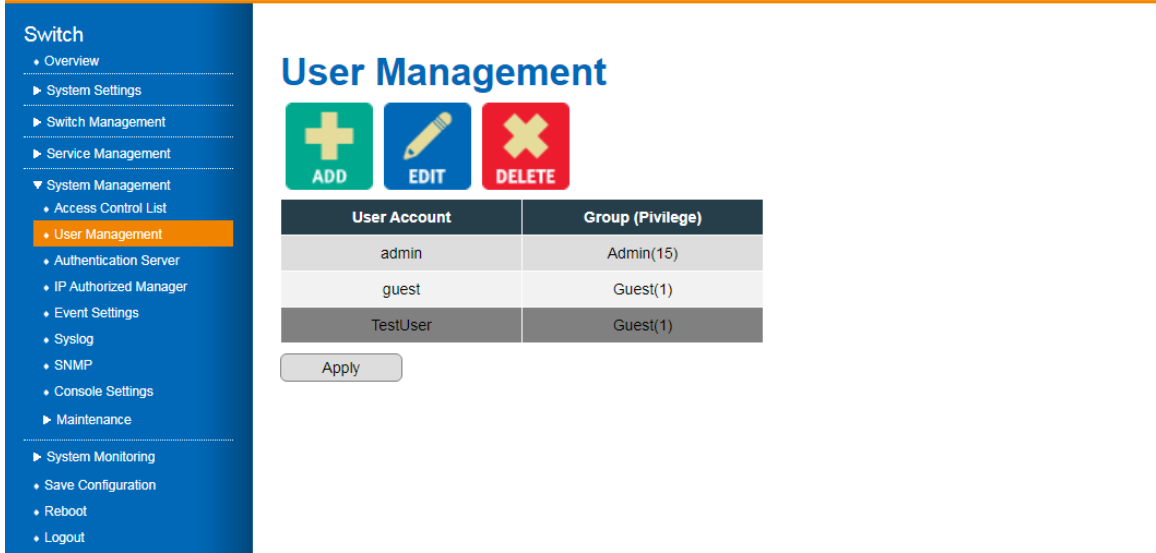 Switch
Overview
System Settings
Switch Management
Service Management
System Management
Access Control List
User Management
Authentication Server
IP Authorized Manager
Event Settings
Syslog
SNMP
Console Settings
Maintenance
System Monitoring
Save Configuration
Reboot
Logout
User Management
ADD EDIT DELETE
User Account Group (Pivilege)
admin Admin(15)
guest Guest(1)
TestUser Guest(1)
Apply